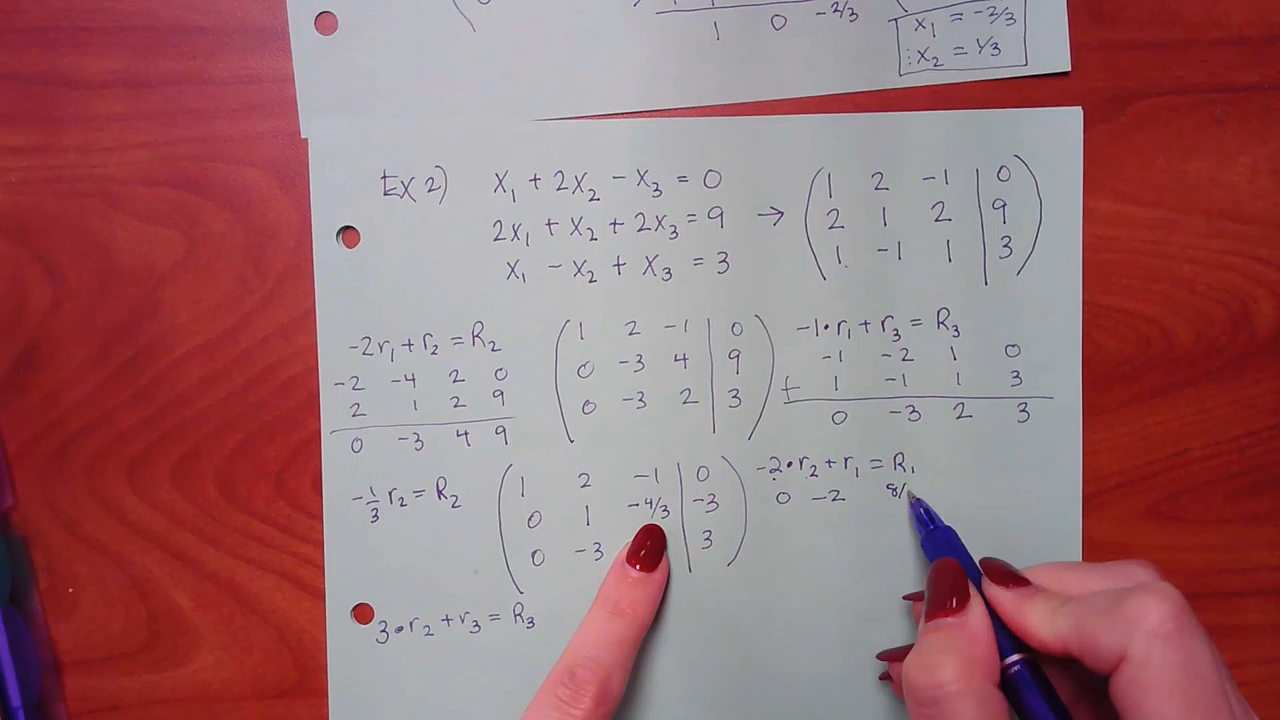 1 0 -2/3
x₁ = -2/3
: x₂ = 1/3
Ex 2) x₁ + 2x₂ - x₃ = 0
2x₁ + x₂ + 2x₃ = 9 →
x₁ - x₂ + x₃ = 3
1 2 -1 | 0
2 1 2 | 9
1 -1 1 | 3
-2r₁ + r₂ = R₂
-2 -4 2 0
2 1 2 9
0 -3 4 9
1 2 -1 | 0
0 -3 4 | 9
0 -3 2 | 3
-1•r₁ + r₃ = R₃
-1 -2 1 0
+ 1 -1 1 3
0 -3 2 3
-1/3 r₂ = R₂
1 2 -1 | 0
0 1 -4/3 | -3
0 -3 | 3
-2•r₂ + r₁ = R₁
0 -2 8/
3•r₂ + r₃ = R₃